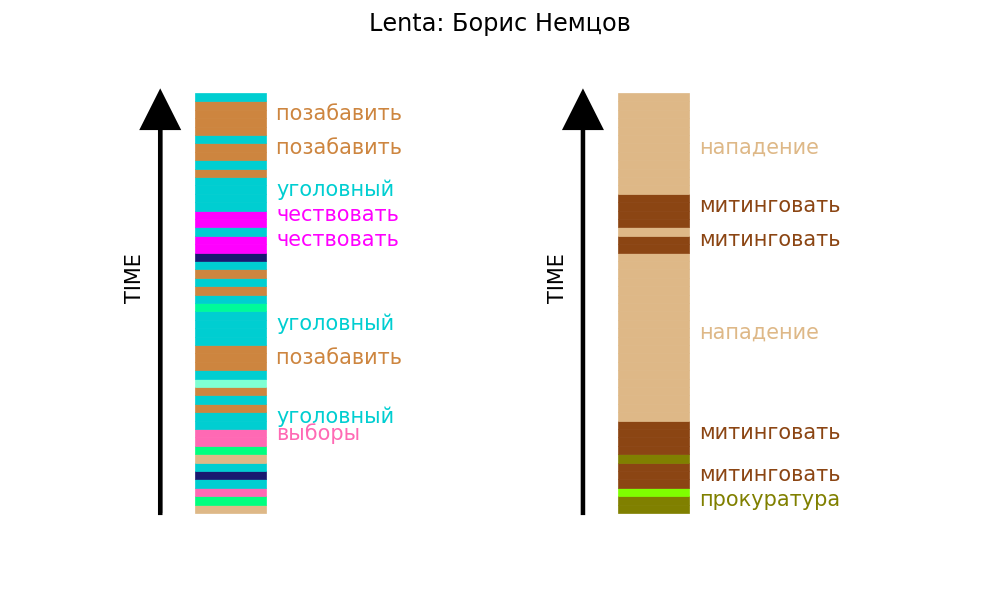 Lenta: Борис Немцов
TIME
позабавить
позабавить
уголовный
чествовать
чествовать
уголовный
позабавить
уголовный
выборы
TIME
нападение
митинговать
митинговать
нападение
митинговать
митинговать
прокуратура